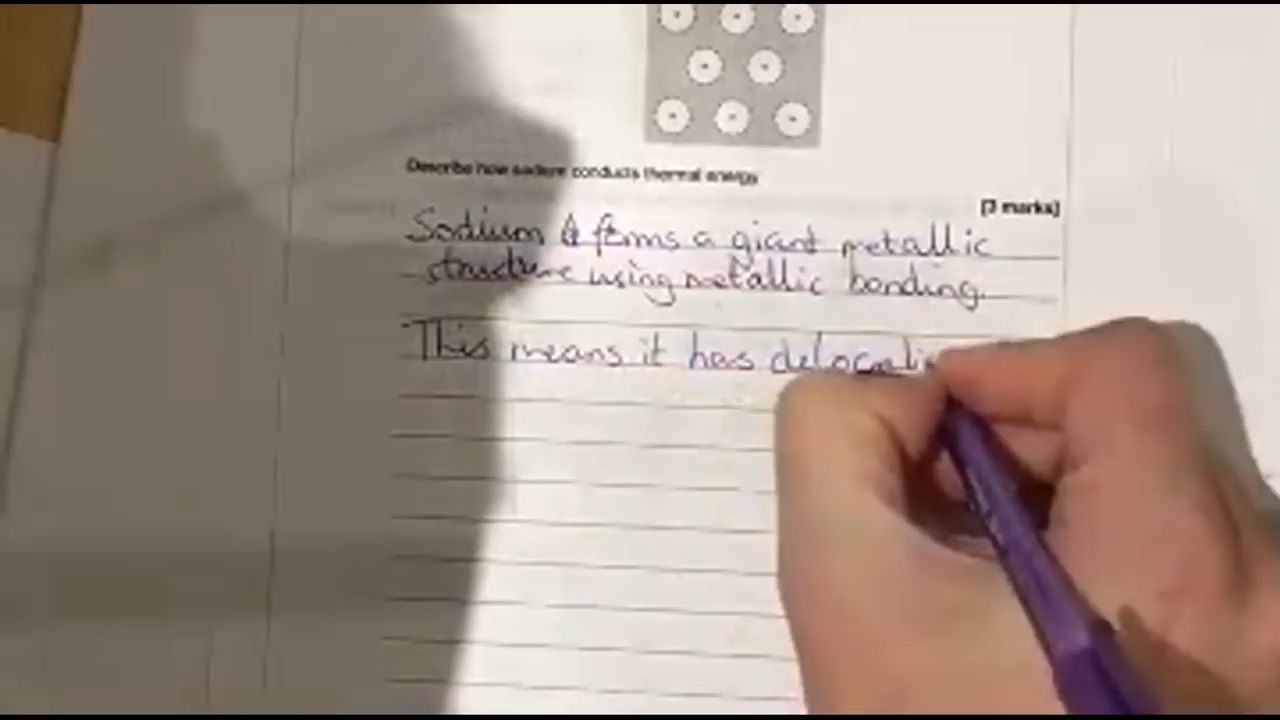 Describe how sodium conducts thermal energy
[3 marks]
Sodium forms a giant metallic
structure using metallic bonding.
This means it has delocali